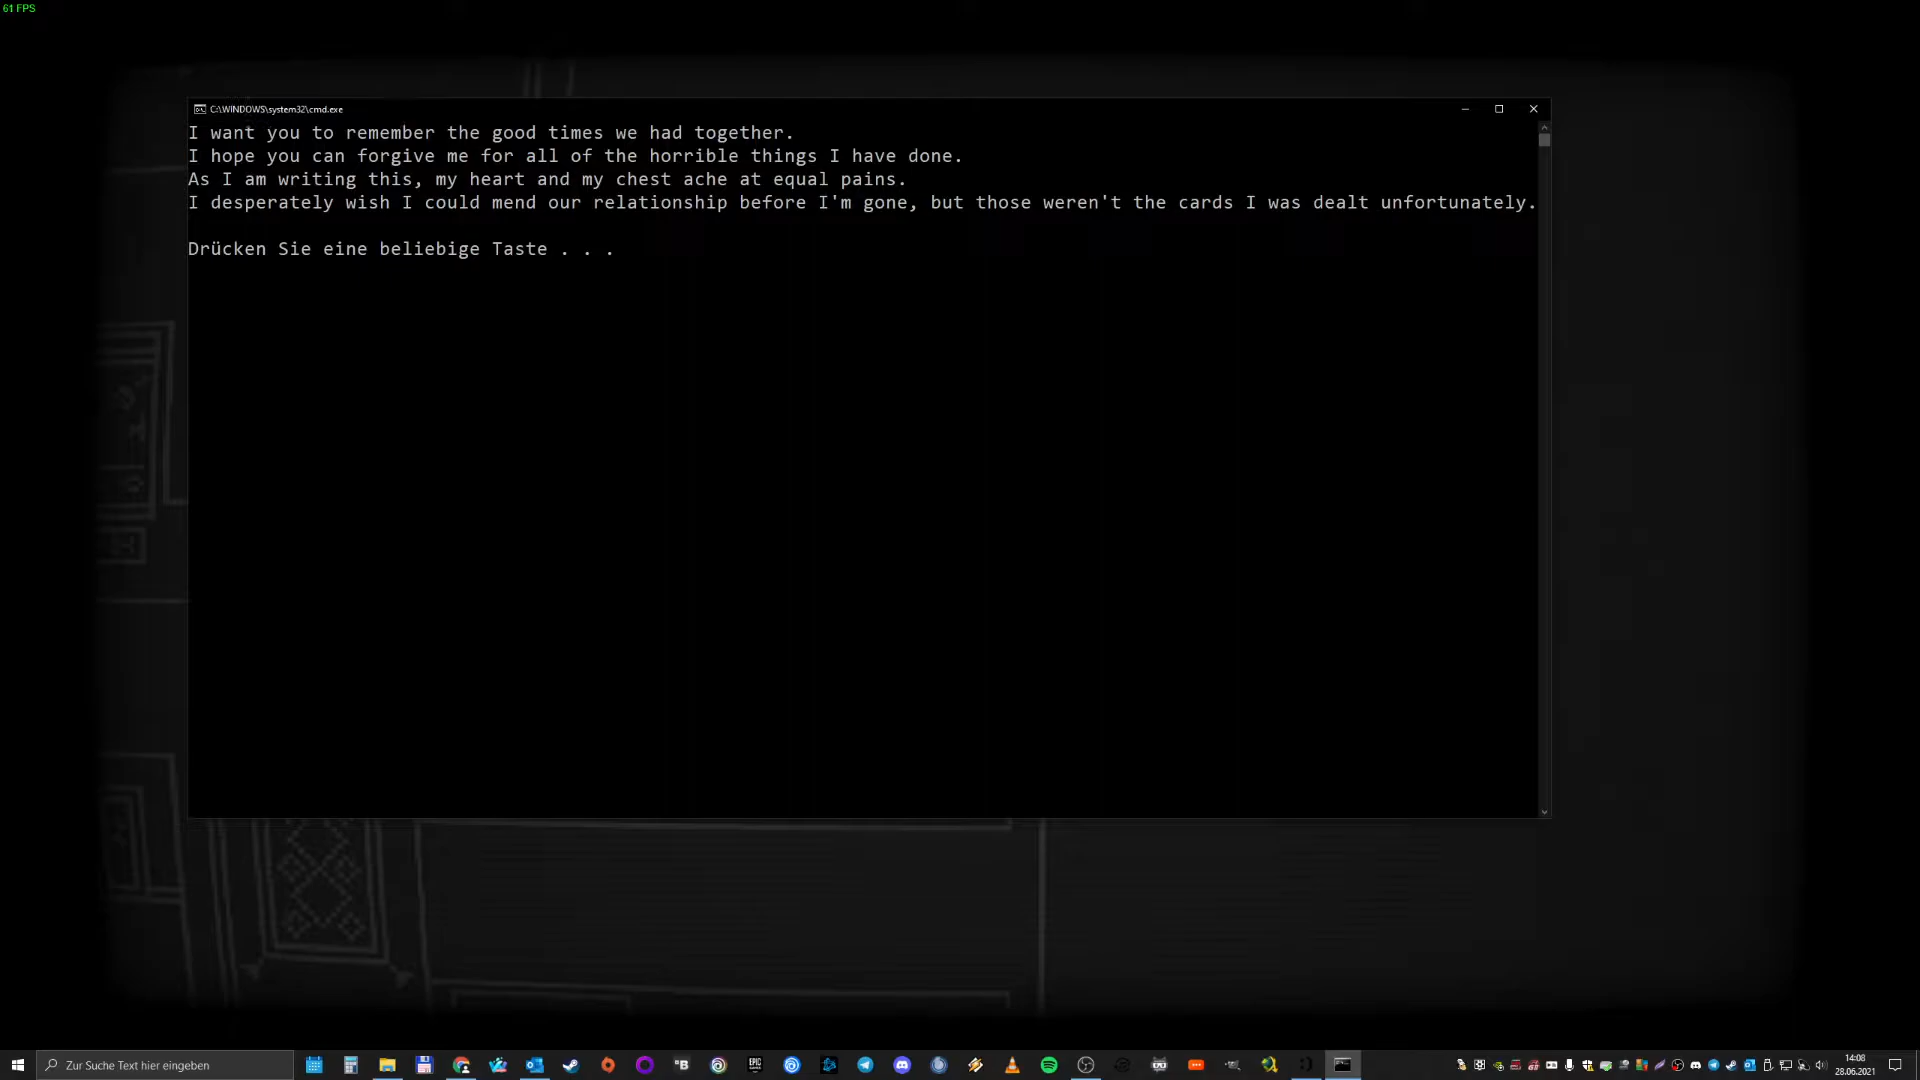 61 FPS
C:\WINDOWS\system32\cmd.exe
I want you to remember the good times we had together.
I hope you can forgive me for all of the horrible things I have done.
As I am writing this, my heart and my chest ache at equal pains.
I desperately wish I could mend our relationship before I'm gone, but those weren't the cards I was dealt unfortunately.
Drücken Sie eine beliebige Taste . . .
Zur Suche Text hier eingeben
14:08
28.06.2021